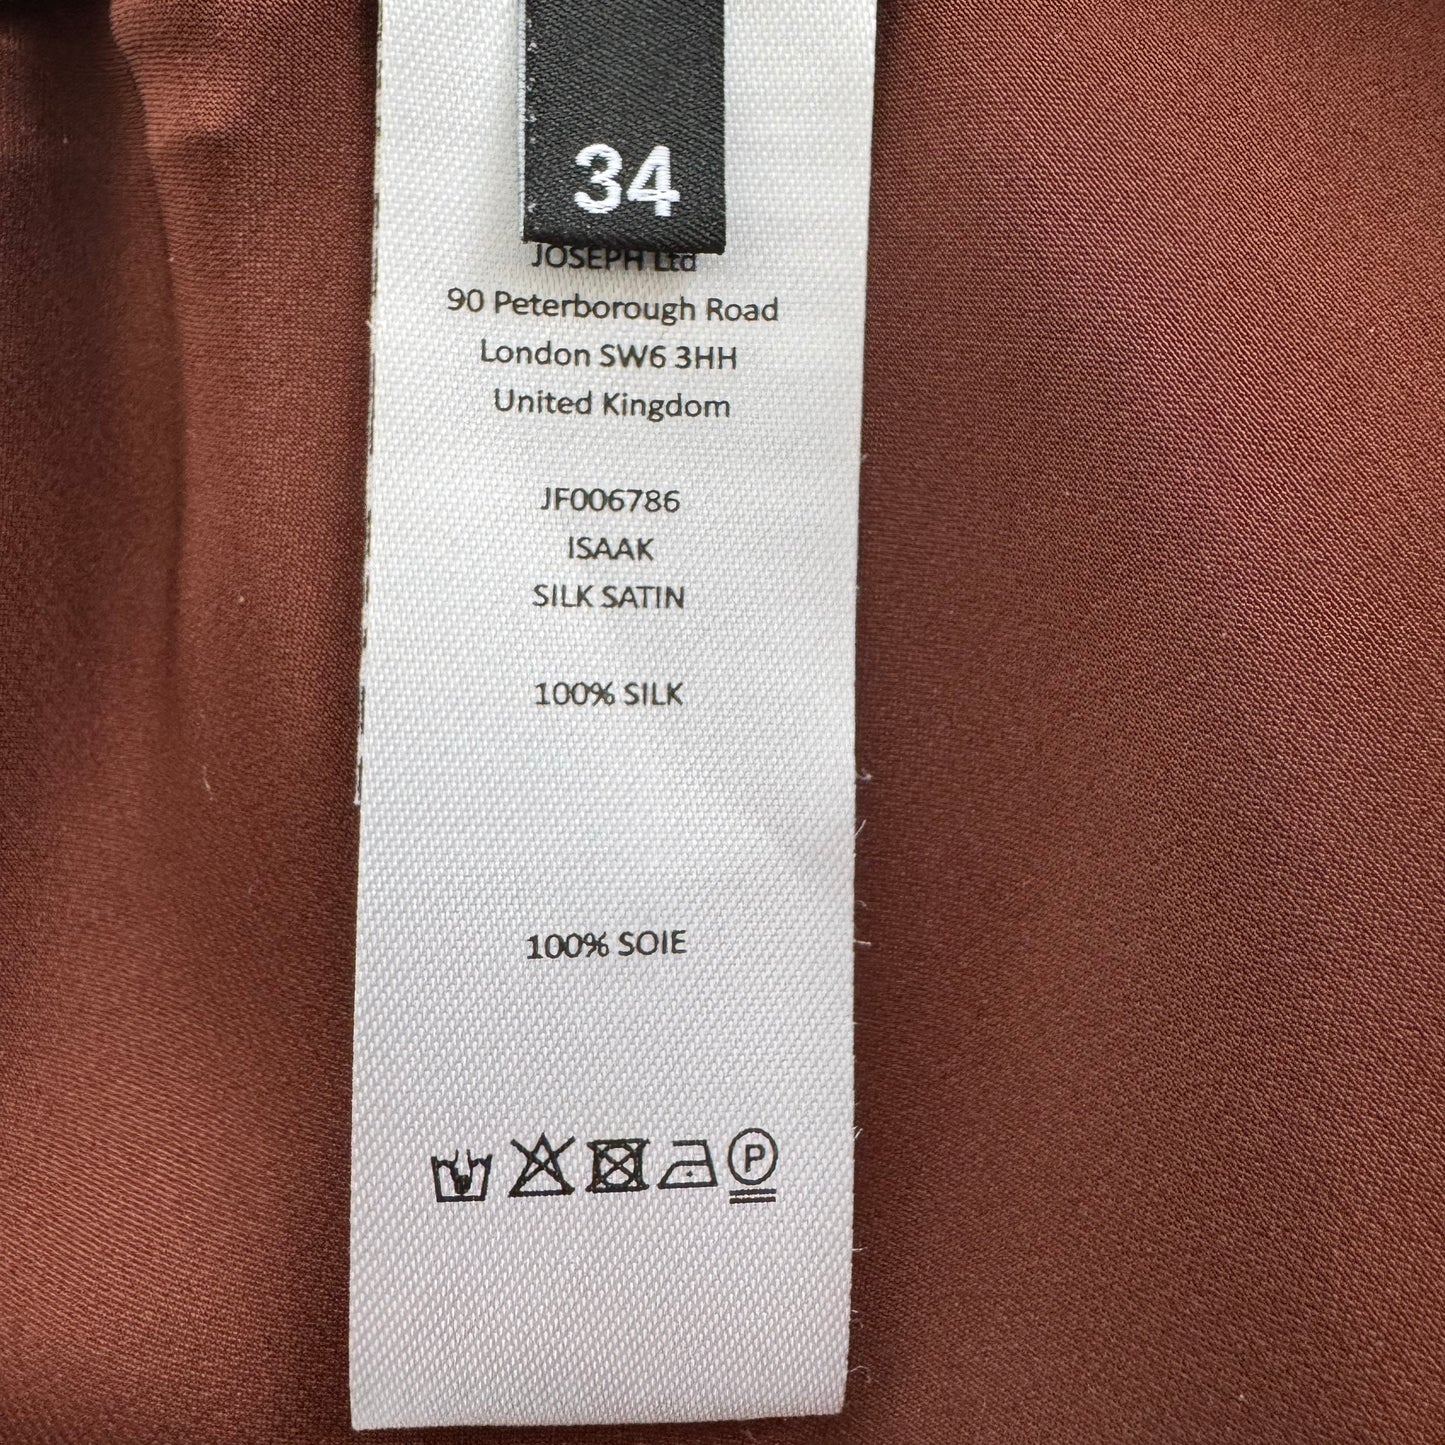 34
JOSEPH Ltd
90 Peterborough Road
London SW6 3HH
United Kingdom
JF006786
ISAAK
SILK SATIN
100% SILK
100% SOIE
P